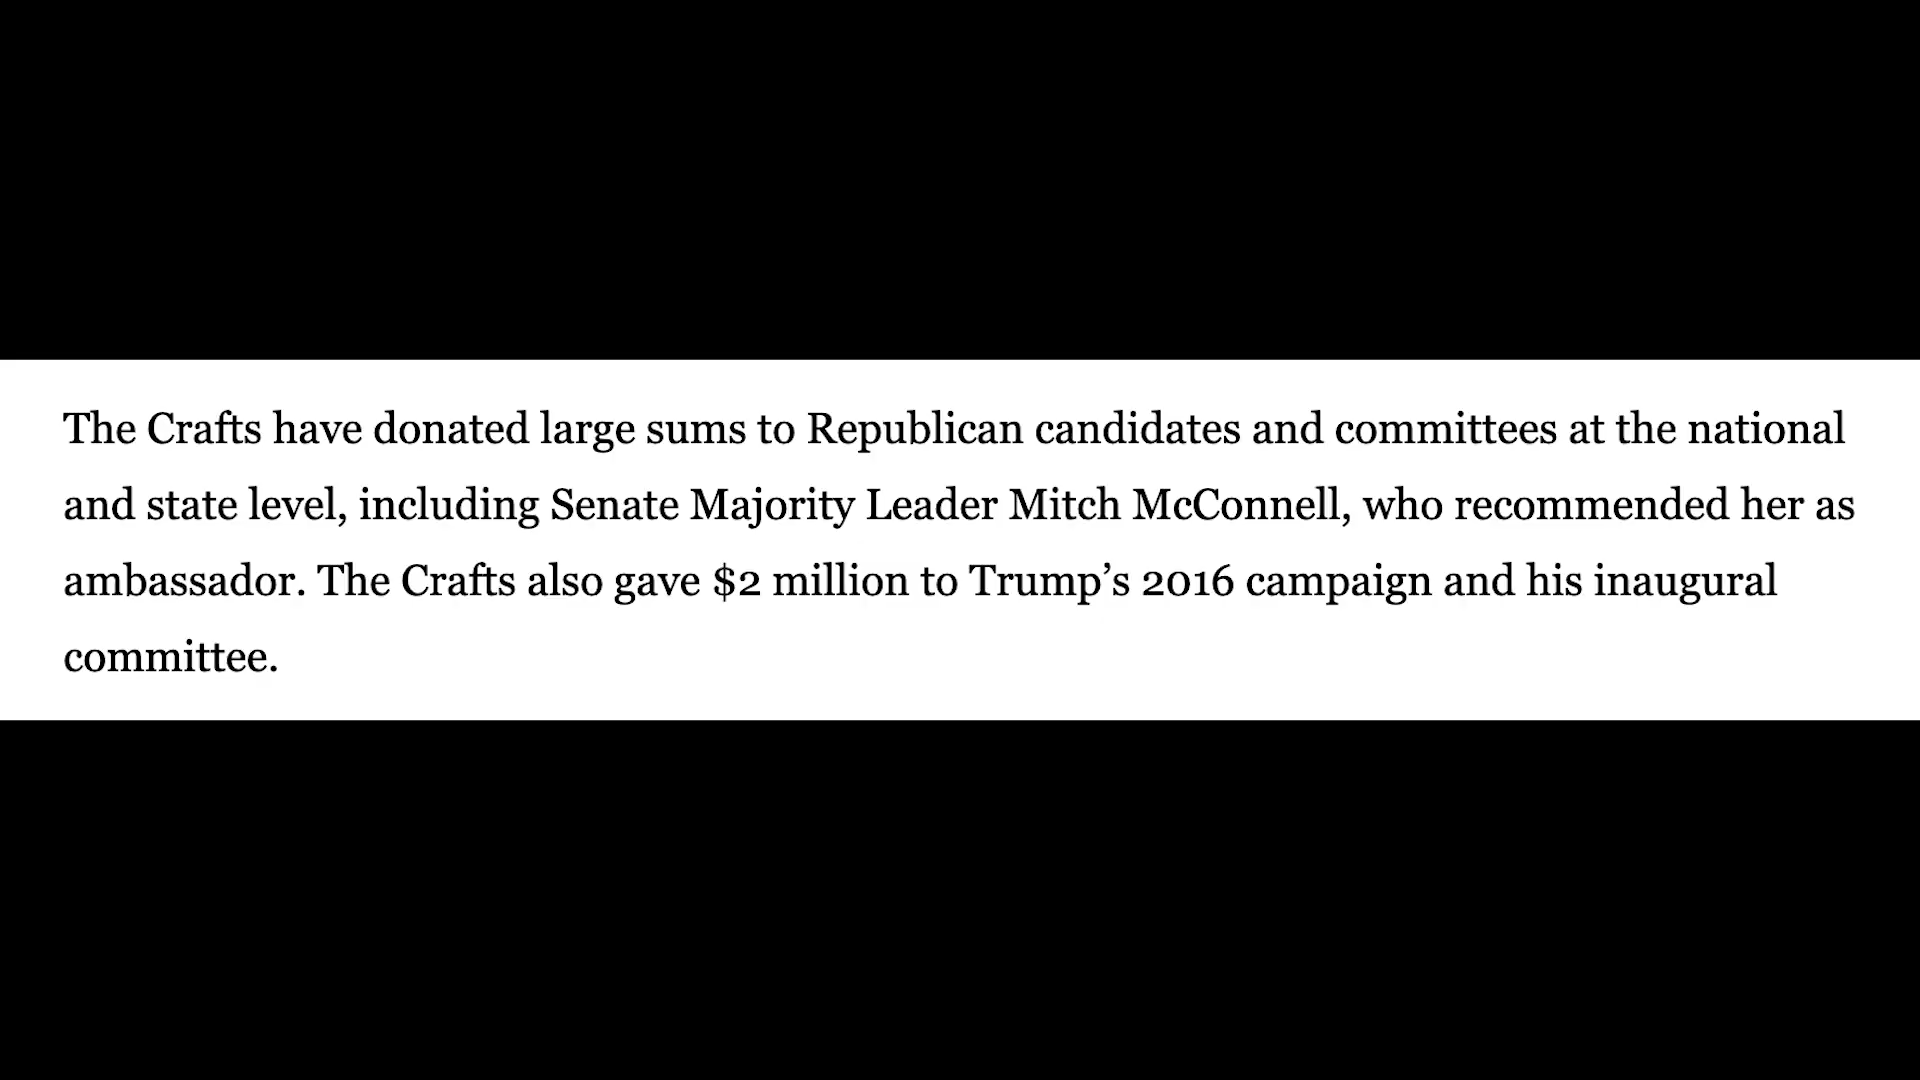 The Crafts have donated large sums to Republican candidates and committees at the national
and state level, including Senate Majority Leader Mitch McConnell, who recommended her as
ambassador. The Crafts also gave $2 million to Trump’s 2016 campaign and his inaugural
committee.